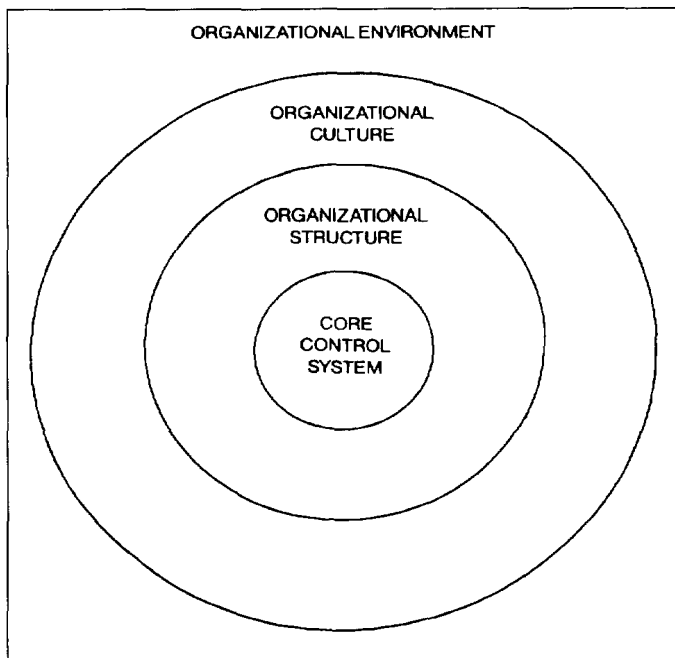 ORGANIZATIONAL ENVIRONMENT
ORGANIZATIONAL
CULTURE
ORGANIZATIONAL
STRUCTURE
CORE
CONTROL
SYSTEM